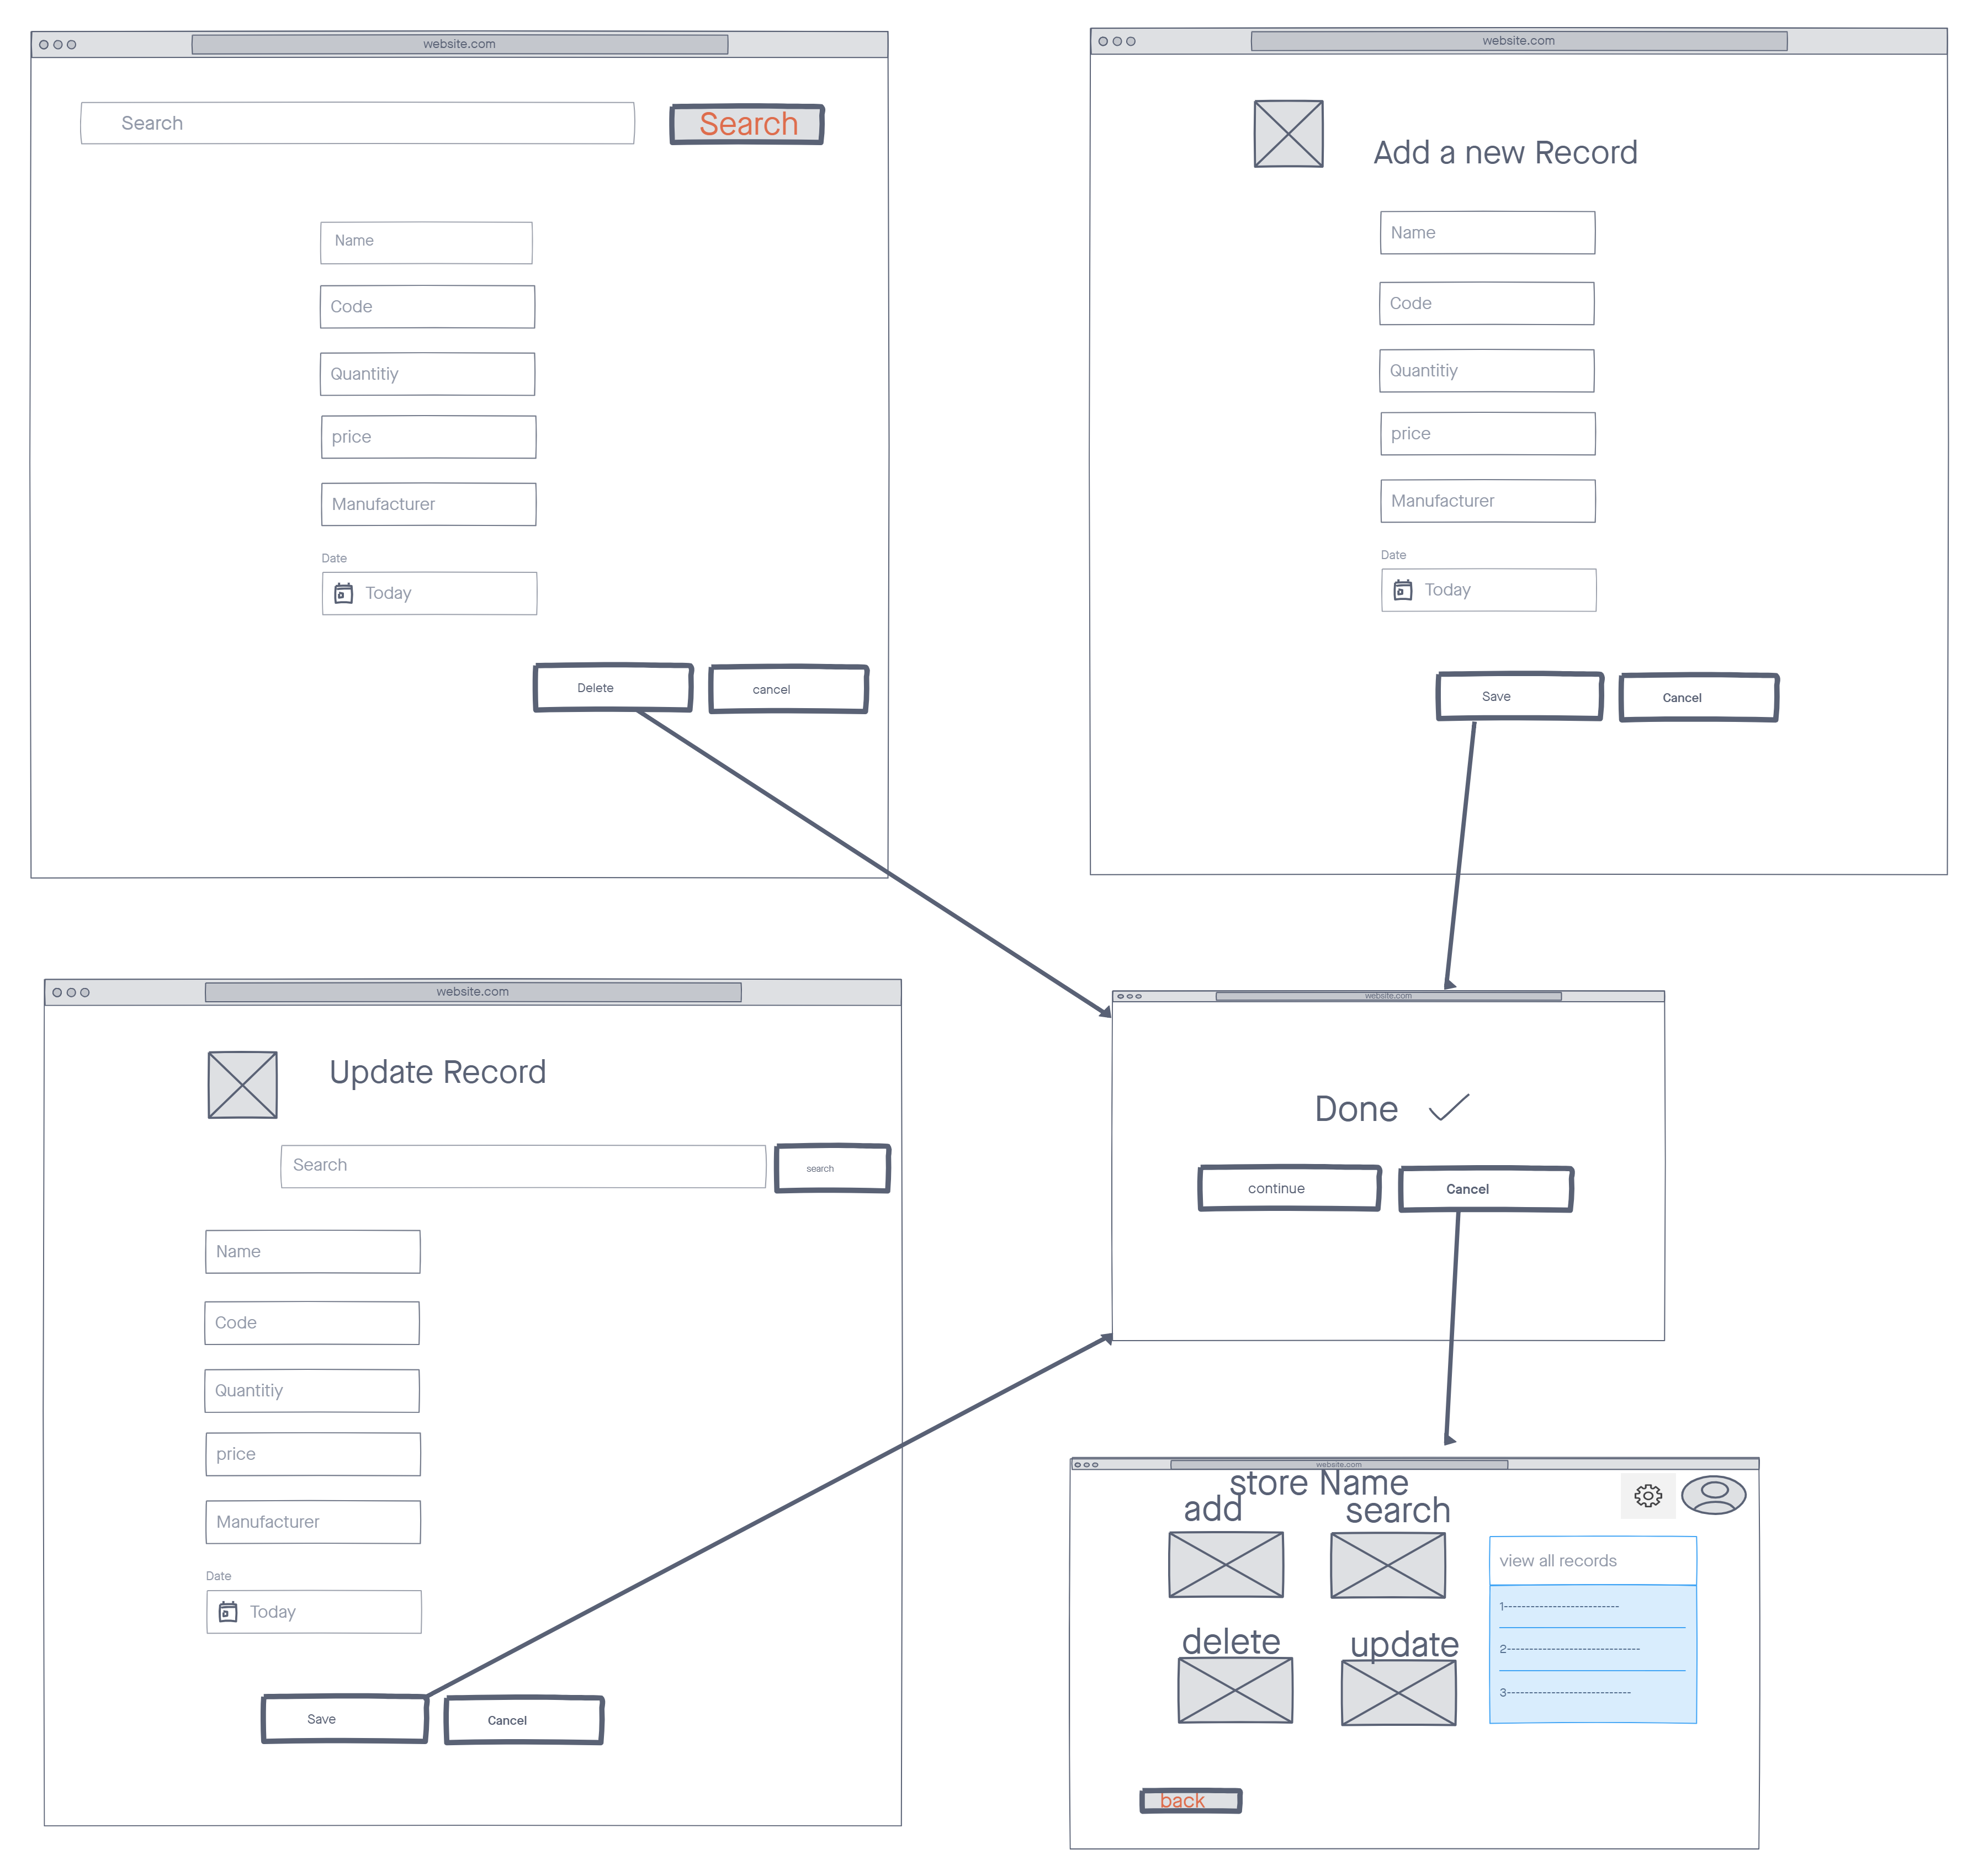 website.com
Search
Search
Name
Code
Quantitiy
price
Manufacturer
Date
Today
Delete
cancel
website.com
Add a new Record
Name
Code
Quantitiy
price
Manufacturer
Date
Today
Save
Cancel
website.com
Update Record
Search
search
Name
Code
Quantitiy
price
Manufacturer
Date
Today
Save
Cancel
website.com
Done
continue
Cancel
website.com
store Name
add
search
view all records
1--------------------------
2------------------------------
3----------------------------
delete
update
back